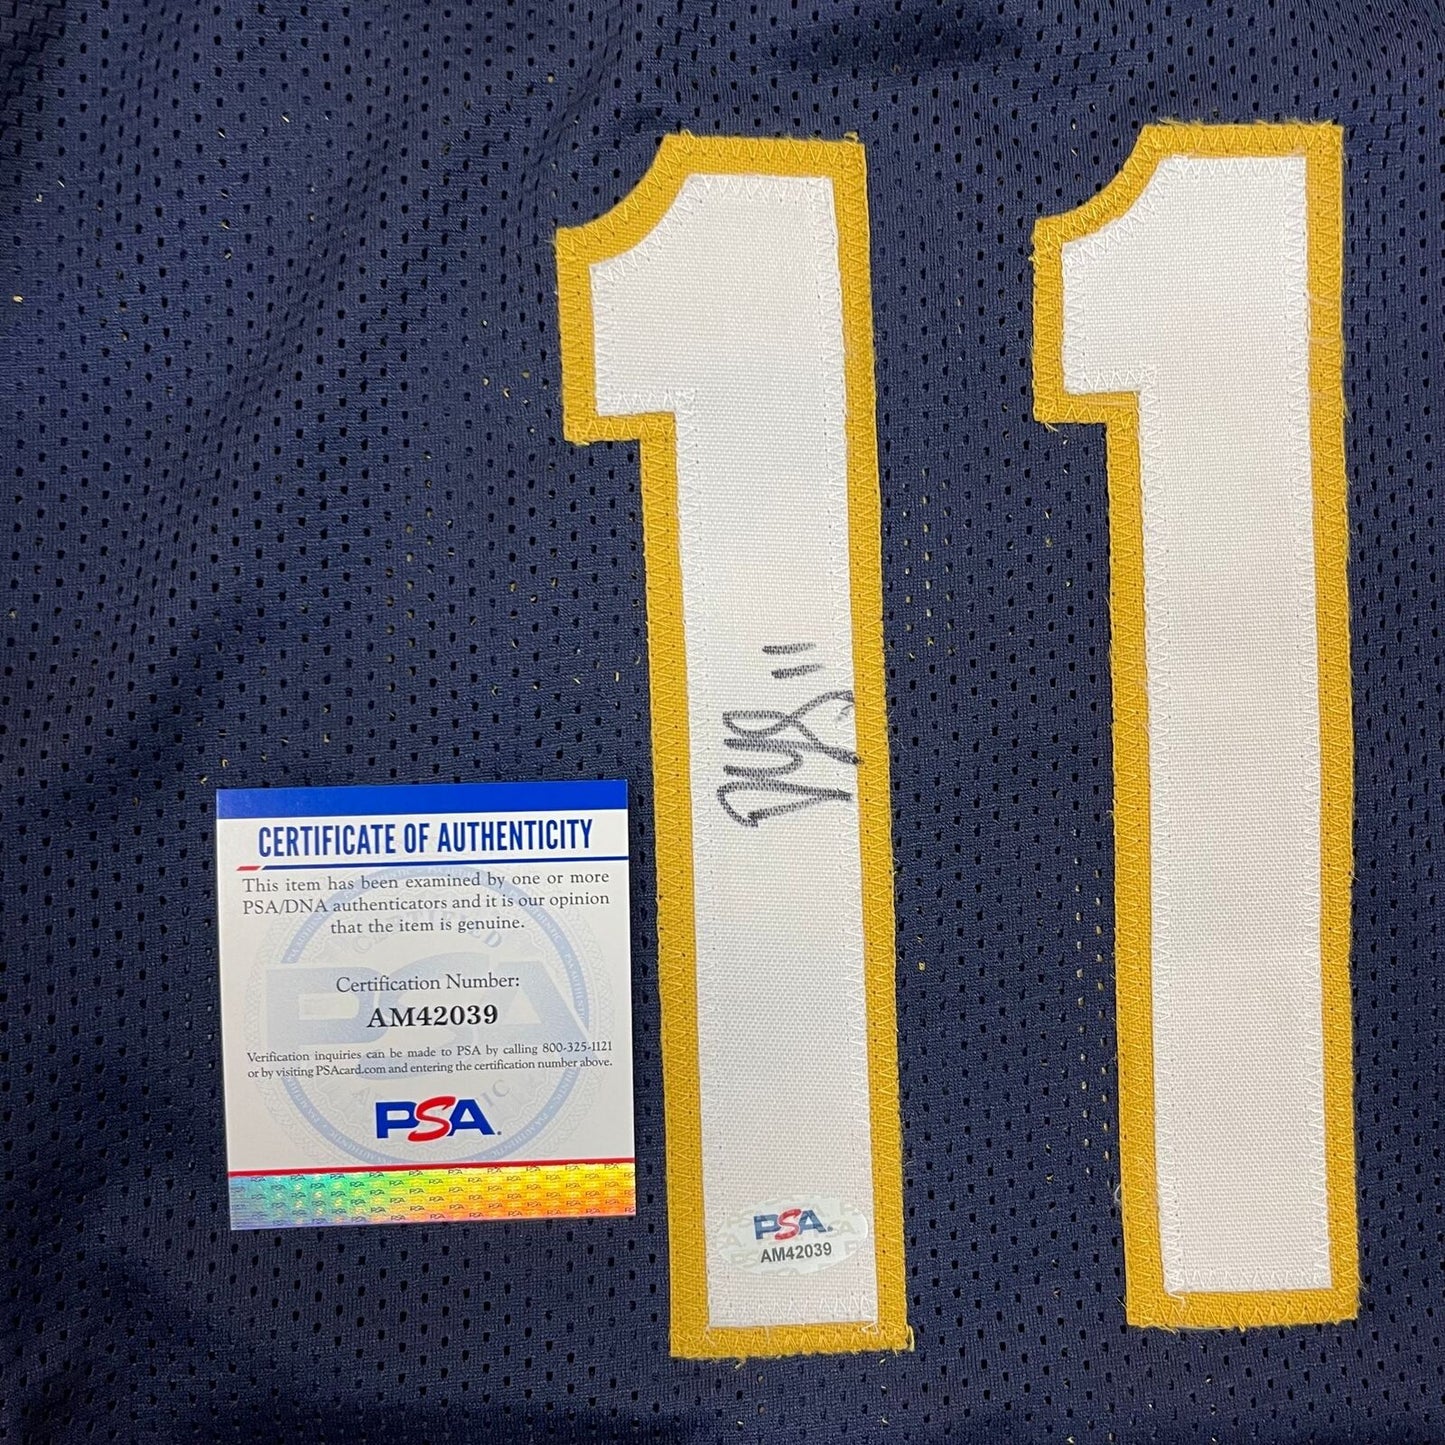 11
11
CERTIFICATE OF AUTHENTICITY
This item has been examined by one or more
PSA/DNA authenticators and it is our opinion
that the item is genuine.
Certification Number:
AM42039
Verification inquiries can be made to PSA by calling 800-325-1121
or by visiting PSAcard.com and entering the certification number above.
PSA.
PSA.
AM42039